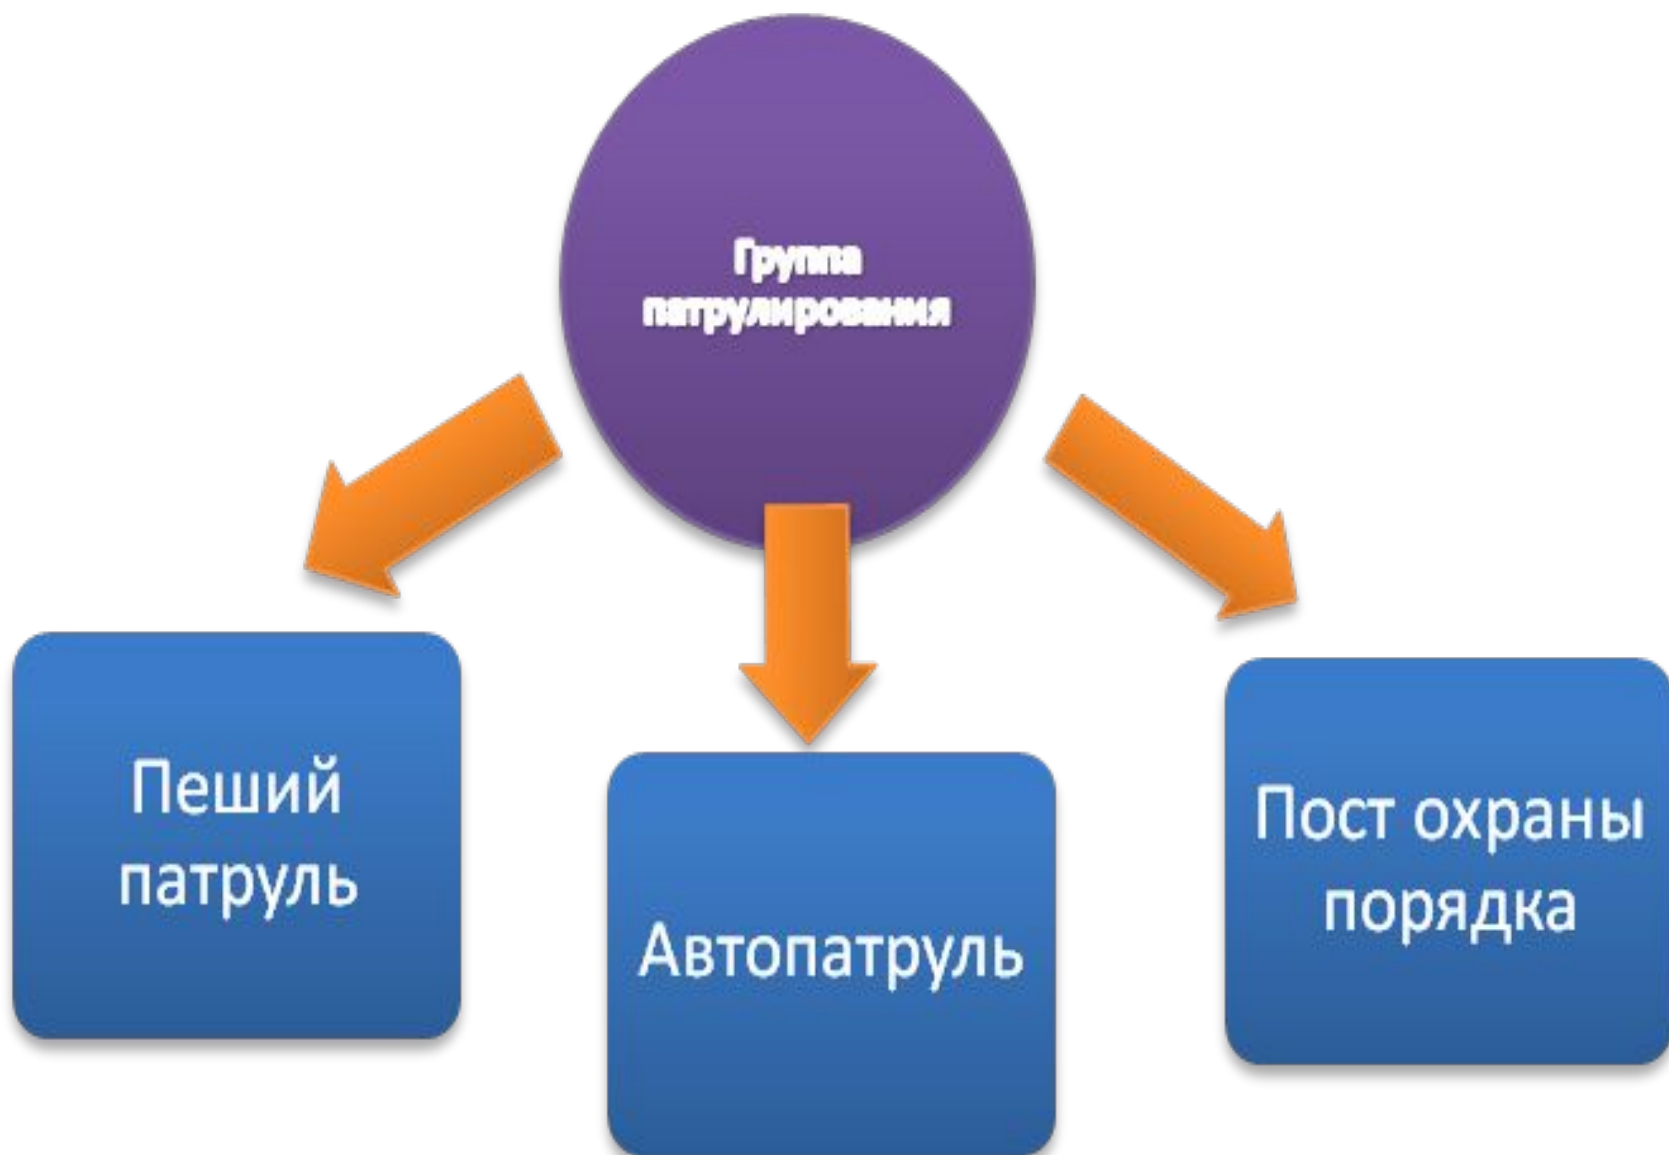 Группа
патрулирования
Пеший
патруль
Автопатруль
Пост охраны
порядка